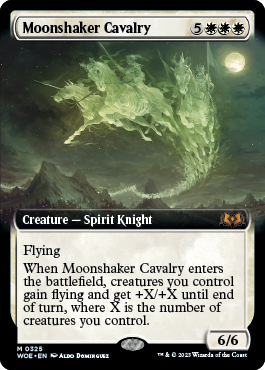 Moonshaker Cavalry 5
Creature — Spirit Knight
Flying
When Moonshaker Cavalry enters
the battlefield, creatures you control
gain flying and get +X/+X until end
of turn, where X is the number of
creatures you control.
6/6
M 0325
WOE • EN Aldo Dominguez
™ & © 2023 Wizards of the Coast